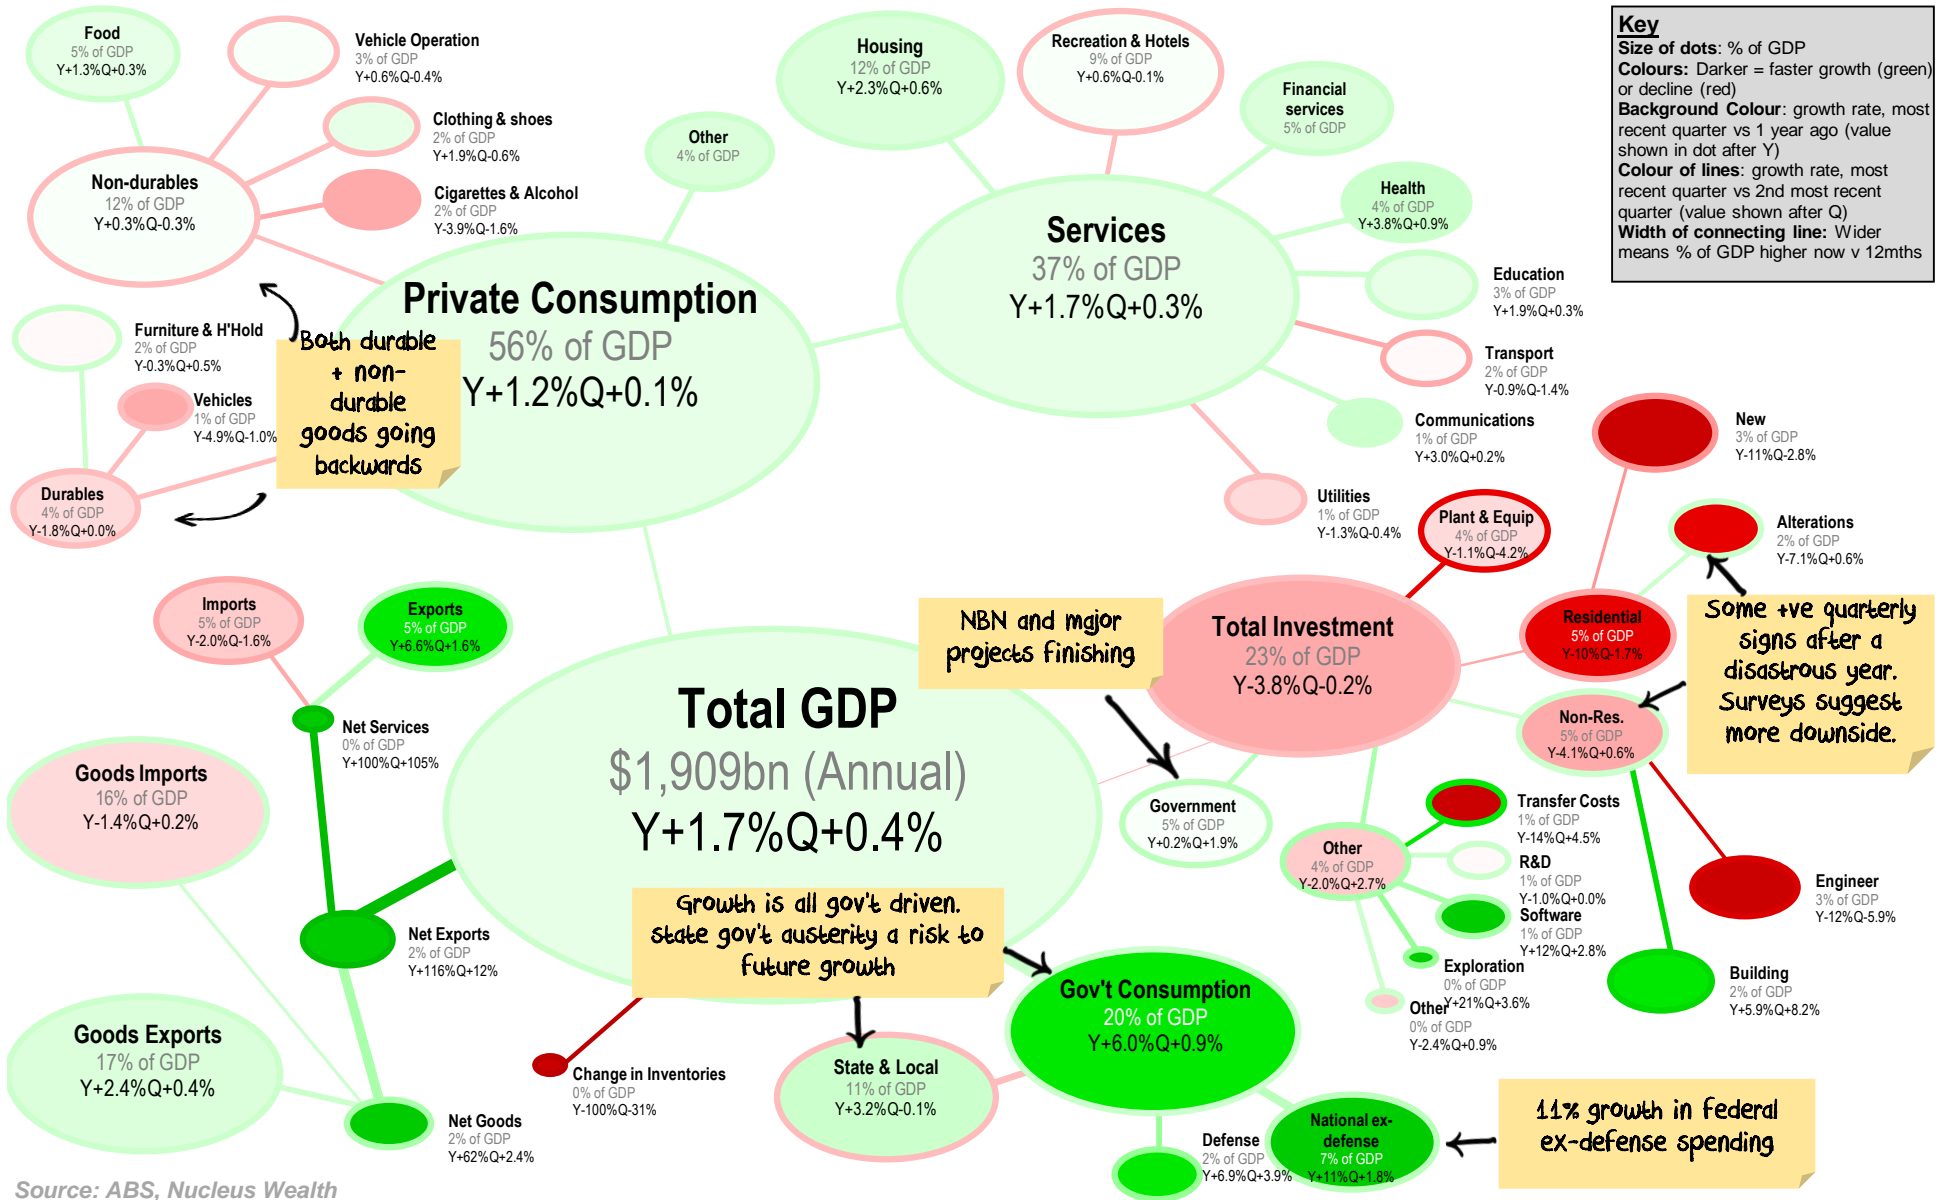 Food
5% of GDP
Y+1.3%Q+0.3%
Vehicle Operation
3% of GDP
Y+0.6%Q-0.4%
Clothing & shoes
2% of GDP
Y+1.9%Q-0.6%
Cigarettes & Alcohol
2% of GDP
Y-3.9%Q-1.6%
Non-durables
12% of GDP
Y+0.3%Q-0.3%
Other
4% of GDP
Housing
12% of GDP
Y+2.3%Q+0.6%
Recreation & Hotels
9% of GDP
Y+0.6%Q-0.1%
Financial
services
5% of GDP
Health
4% of GDP
Y+3.8%Q+0.9%
Education
3% of GDP
Y+1.9%Q+0.3%
Transport
2% of GDP
Y-0.9%Q-1.4%
Communications
1% of GDP
Y+3.0%Q+0.2%
Utilities
1% of GDP
Y-1.3%Q-0.4%
Services
37% of GDP
Y+1.7%Q+0.3%
Key
Size of dots: % of GDP
Colours: Darker = faster growth (green)
or decline (red)
Background Colour: growth rate, most
recent quarter vs 1 year ago (value
shown in dot after Y)
Colour of lines: growth rate, most
recent quarter vs 2nd most recent
quarter (value shown after Q)
Width of connecting line: Wider
means % of GDP higher now v 12mths
Private Consumption
56% of GDP
Y+1.2%Q+0.1%
Furniture & H'Hold
2% of GDP
Y-0.3%Q+0.5%
Vehicles
1% of GDP
Y-4.9%Q-1.0%
Durables
4% of GDP
Y-1.8%Q+0.0%
Both durable
+ non-
durable
goods going
backwards
New
3% of GDP
Y-11%Q-2.8%
Plant & Equip
4% of GDP
Y-1.1%Q-4.2%
Alterations
2% of GDP
Y-7.1%Q+0.6%
Residential
5% of GDP
Y-10%Q-1.7%
Some +ve quarterly
signs after a
disastrous year.
Surveys suggest
more downside.
Total Investment
23% of GDP
Y-3.8%Q-0.2%
NBN and major
projects finishing
Non-Res.
5% of GDP
Y-4.1%Q+0.6%
Government
5% of GDP
Y+0.2%Q+1.9%
Other
4% of GDP
Y-2.0%Q+2.7%
Transfer Costs
1% of GDP
Y-14%Q+4.5%
R&D
1% of GDP
Y-1.0%Q+0.0%
Software
1% of GDP
Y+12%Q+2.8%
Exploration
0% of GDP
Y+21%Q+3.6%
Other
0% of GDP
Y-2.4%Q+0.9%
Engineer
3% of GDP
Y-12%Q-5.9%
Building
2% of GDP
Y+5.9%Q+8.2%
Imports
5% of GDP
Y-2.0%Q-1.6%
Exports
5% of GDP
Y+6.6%Q+1.6%
Net Services
0% of GDP
Y+100%Q+105%
Goods Imports
16% of GDP
Y-1.4%Q+0.2%
Total GDP
$1,909bn (Annual)
Y+1.7%Q+0.4%
Net Exports
2% of GDP
Y+116%Q+12%
Growth is all gov't driven.
state gov't austerity a risk to
future growth
Gov't Consumption
20% of GDP
Y+6.0%Q+0.9%
Goods Exports
17% of GDP
Y+2.4%Q+0.4%
Net Goods
2% of GDP
Y+62%Q+2.4%
Change in Inventories
0% of GDP
Y-100%Q-31%
State & Local
11% of GDP
Y+3.2%Q-0.1%
Defense
2% of GDP
Y+6.9%Q+3.9%
National ex-
defense
7% of GDP
Y+11%Q+1.8%
11% growth in federal
ex-defense spending
Source: ABS, Nucleus Wealth